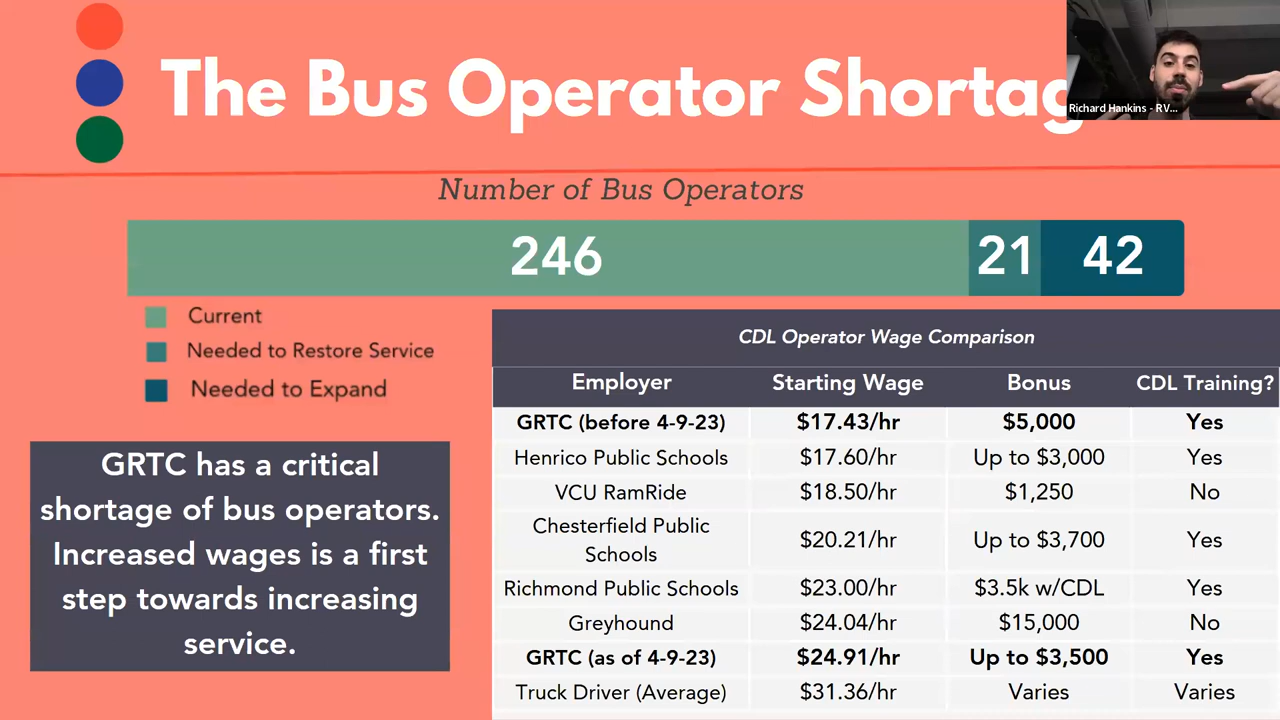 The Bus Operator Shortag
Richard Hankins - RV...
Number of Bus Operators
246 21 42
Current
Needed to Restore Service
Needed to Expand
GRTC has a critical
shortage of bus operators.
Increased wages is a first
step towards increasing
service.
CDL Operator Wage Comparison
Employer Starting Wage Bonus CDL Training?
GRTC (before 4-9-23) $17.43/hr $5,000 Yes
Henrico Public Schools $17.60/hr Up to $3,000 Yes
VCU RamRide $18.50/hr $1,250 No
Chesterfield Public
Schools $20.21/hr Up to $3,700 Yes
Richmond Public Schools $23.00/hr $3.5k w/CDL Yes
Greyhound $24.04/hr $15,000 No
GRTC (as of 4-9-23) $24.91/hr Up to $3,500 Yes
Truck Driver (Average) $31.36/hr Varies Varies